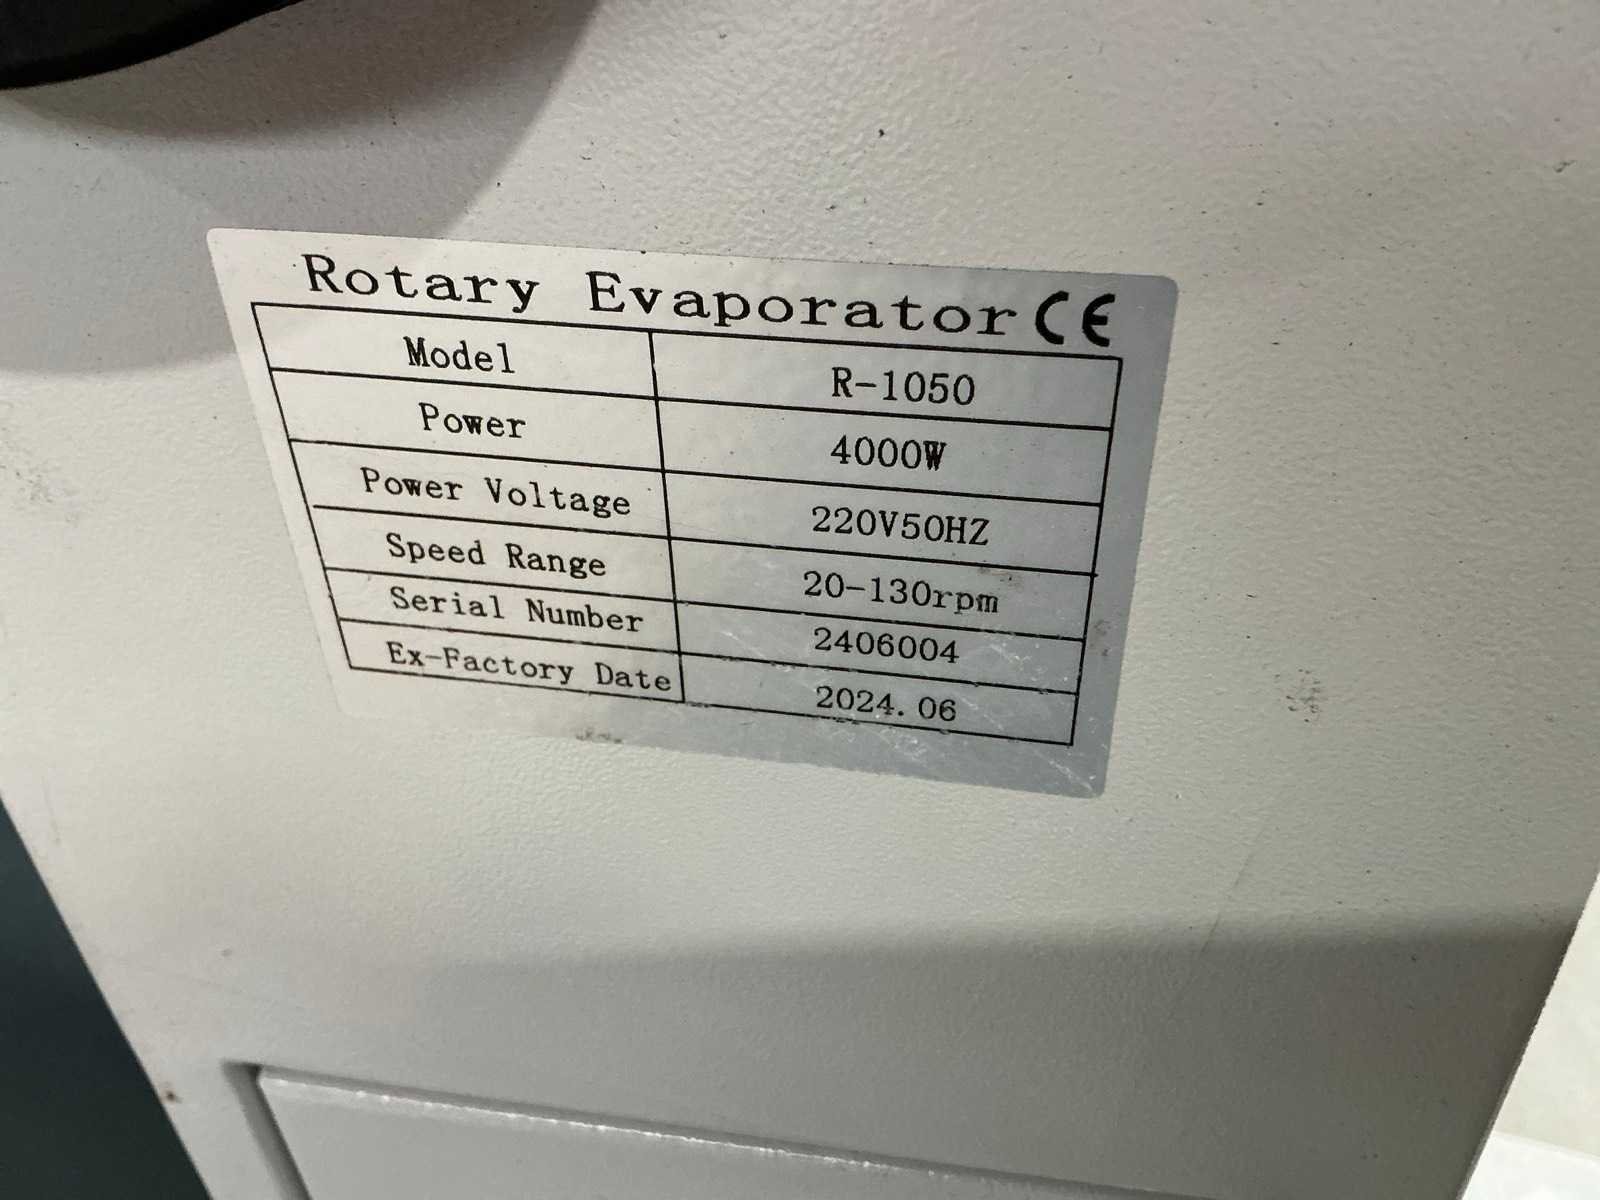 Rotary Evaporator CE
Model R-1050
Power 4000W
Power Voltage 220V50HZ
Speed Range 20-130rpm
Serial Number 2406004
Ex-Factory Date 2024.06